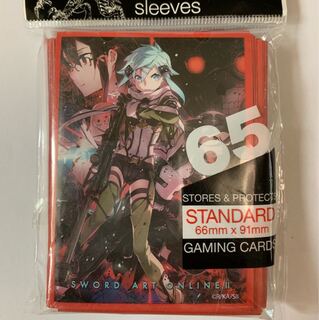 sleeves
65
STORES & PROTECTS
STANDARD
66mm x 91mm
GAMING CARDS
SWORD ART ONLINE II